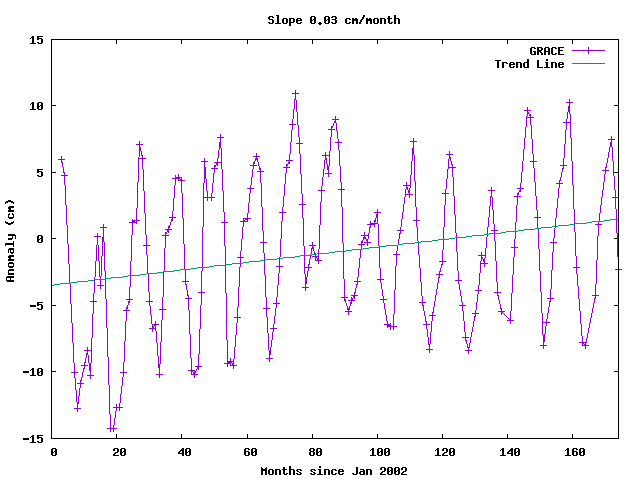 Slope 0.03 cm/month
GRACE
Trend Line
15
10
5
0
-5
-10
-15
Anomaly (cm)
0 20 40 60 80 100 120 140 160
Months since Jan 2002